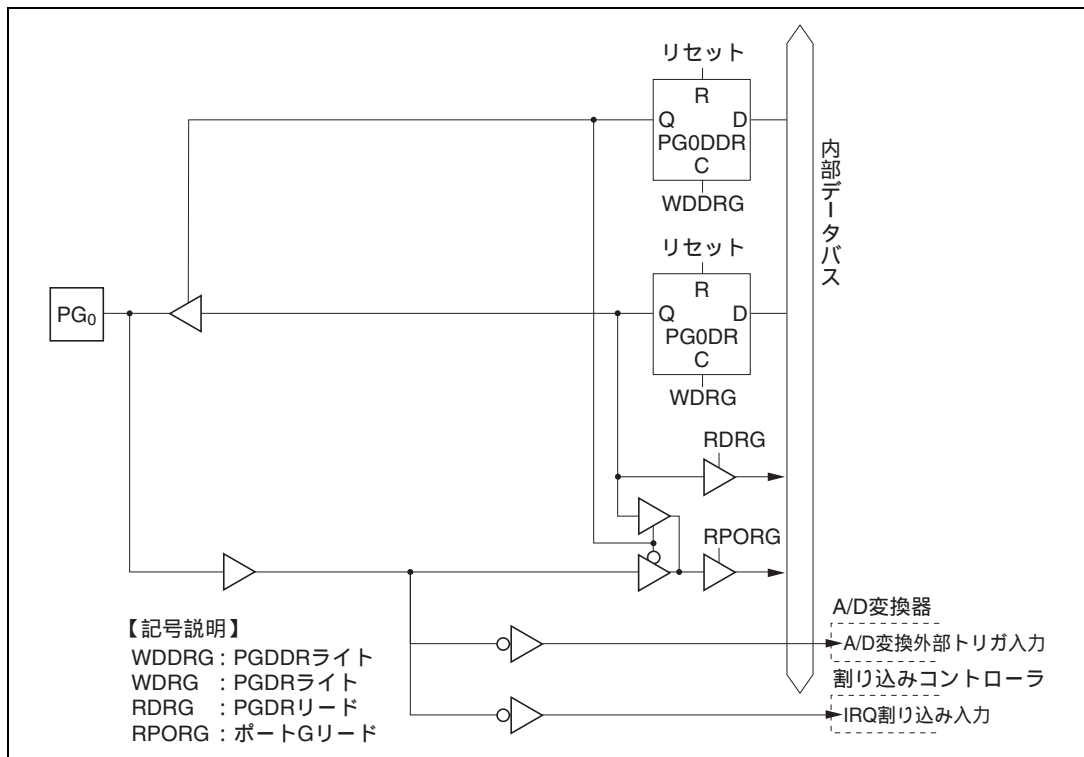 リセット
R
Q D
PG0DDR
C
WDDRG
内部データバス
リセット
R
PG0
Q D
PG0DR
C
WDRG
RDRG
RPORG
A/D変換器
A/D変換外部トリガ入力
割り込みコントローラ
IRQ割り込み入力
【記号説明】
WDDRG : PGDDRライト
WDRG : PGDRライト
RDRG : PGDRリード
RPORG : ポートGリード